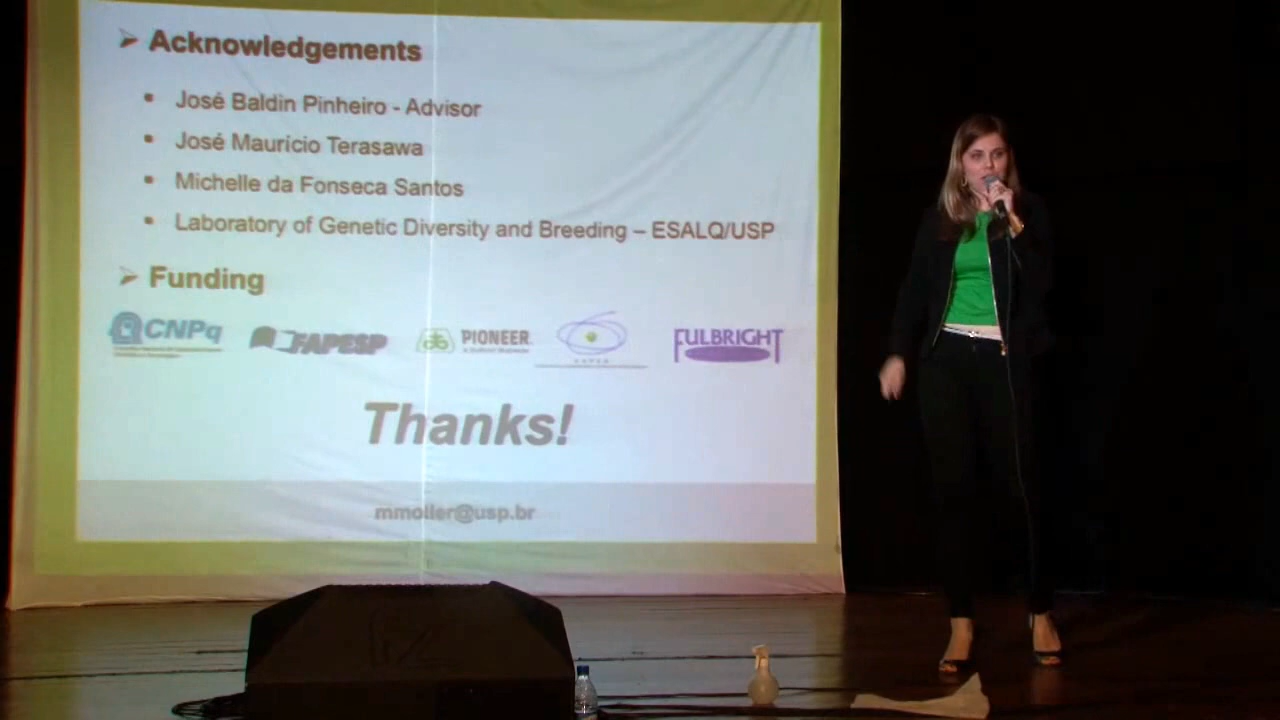 ➢ Acknowledgements
▪ José Baldin Pinheiro - Advisor
▪ José Mauricio Terasawa
▪ Michelle da Fonseca Santos
▪ Laboratory of Genetic Diversity and Breeding – ESALQ/USP
➢ Funding
CNPq FAPESP PIONEER. FULBRIGHT
Thanks!
mmoller@usp.br